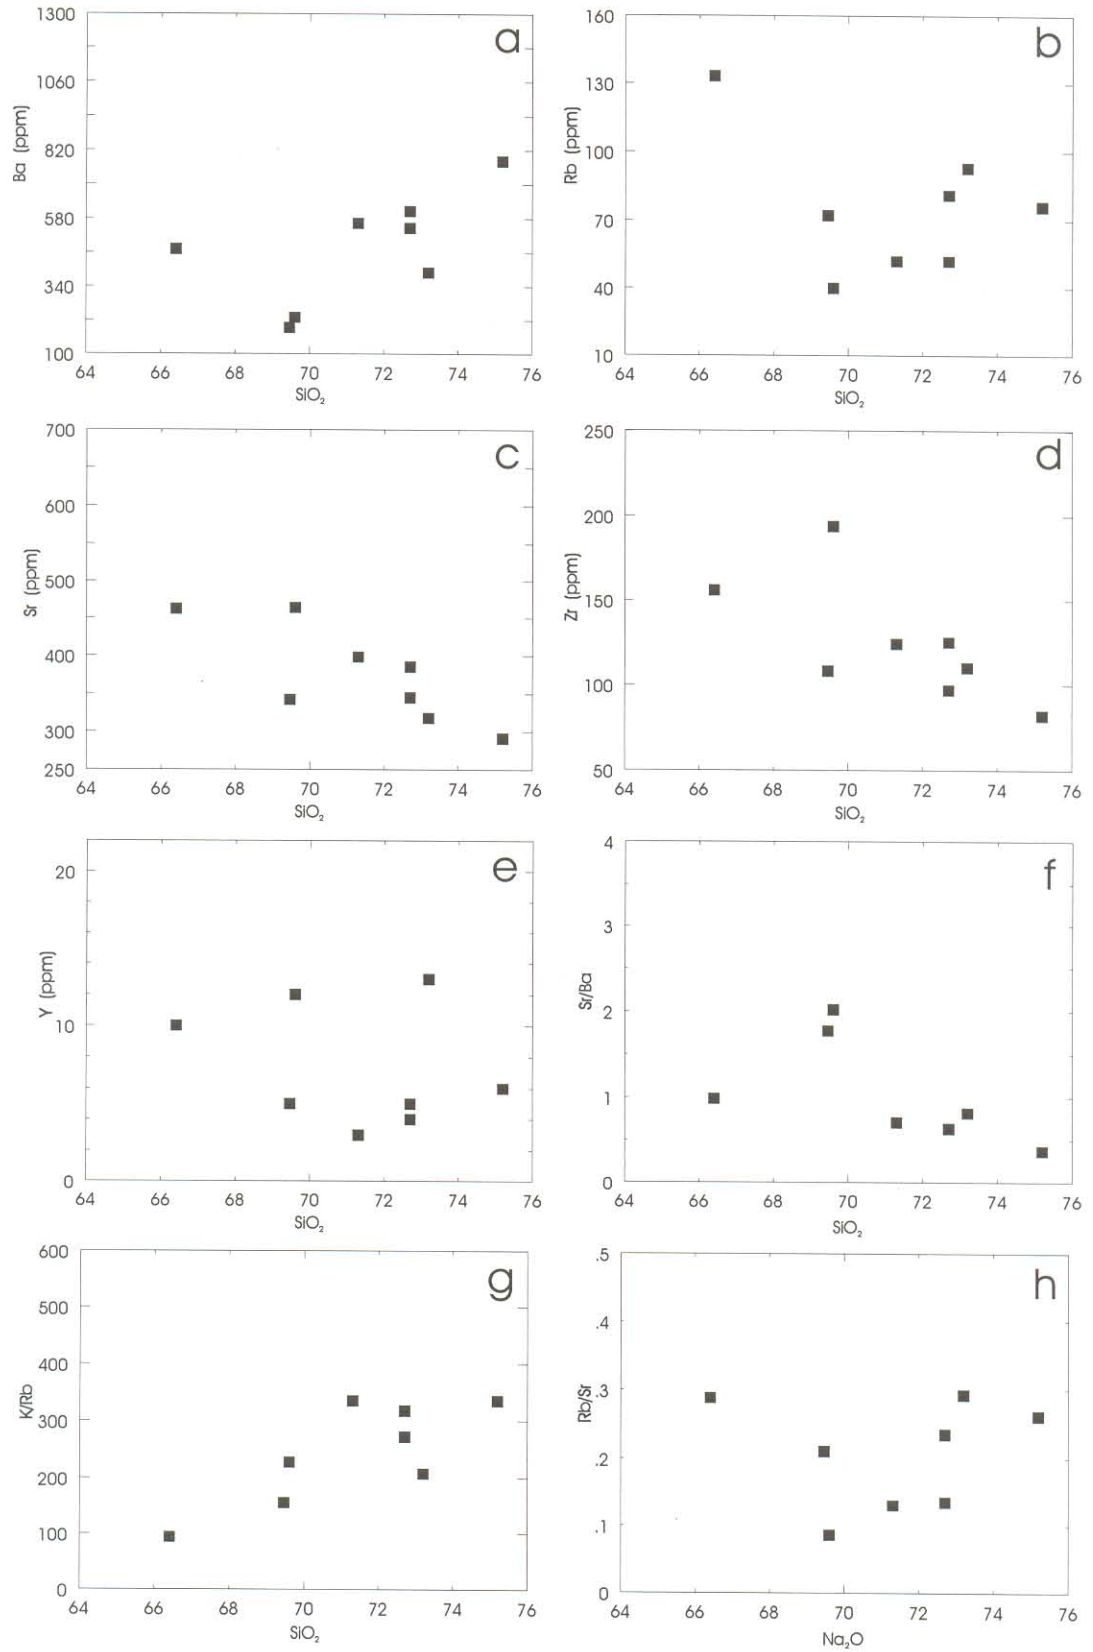 a
Ba (ppm)
1300
1060
820
580
340
100
64 66 68 70 72 74 76
SiO₂
b
Rb (ppm)
160
130
100
70
40
10
64 66 68 70 72 74 76
SiO₂
c
Sr (ppm)
700
600
500
400
300
250
64 66 68 70 72 74 76
SiO₂
d
Zr (ppm)
250
200
150
100
50
64 66 68 70 72 74 76
SiO₂
e
Y (ppm)
20
10
0
64 66 68 70 72 74 76
SiO₂
f
Sr/Ba
4
3
2
1
0
64 66 68 70 72 74 76
SiO₂
g
K/Rb
600
500
400
300
200
100
0
64 66 68 70 72 74 76
SiO₂
h
Rb/Sr
.5
.4
.3
.2
.1
0
64 66 68 70 72 74 76
Na₂O